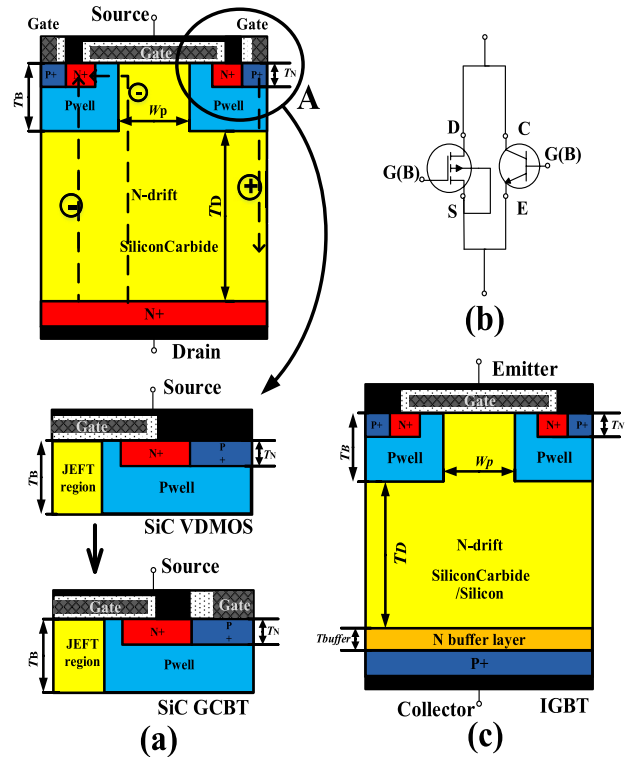 Source
Gate
Gate
Gate
P+
N+
N+
P+
TN
TB
Pwell
Wp
Pwell
A
N-drift
TD
SiliconCarbide
N+
Drain
D
C
G(B)
G(B)
S
E
(b)
Source
Gate
TB
JEFT
region
N+
P
+
TN
Pwell
SiC VDMOS
Source
Gate
Gate
TB
JEFT
region
N+
P
+
TN
Pwell
SiC GCBT
(a)
Emitter
Gate
P+
N+
N+
P+
TN
TB
Pwell
Wp
Pwell
TD
N-drift
SiliconCarbide
/Silicon
Tbuffer
N buffer layer
P+
Collector
IGBT
(c)